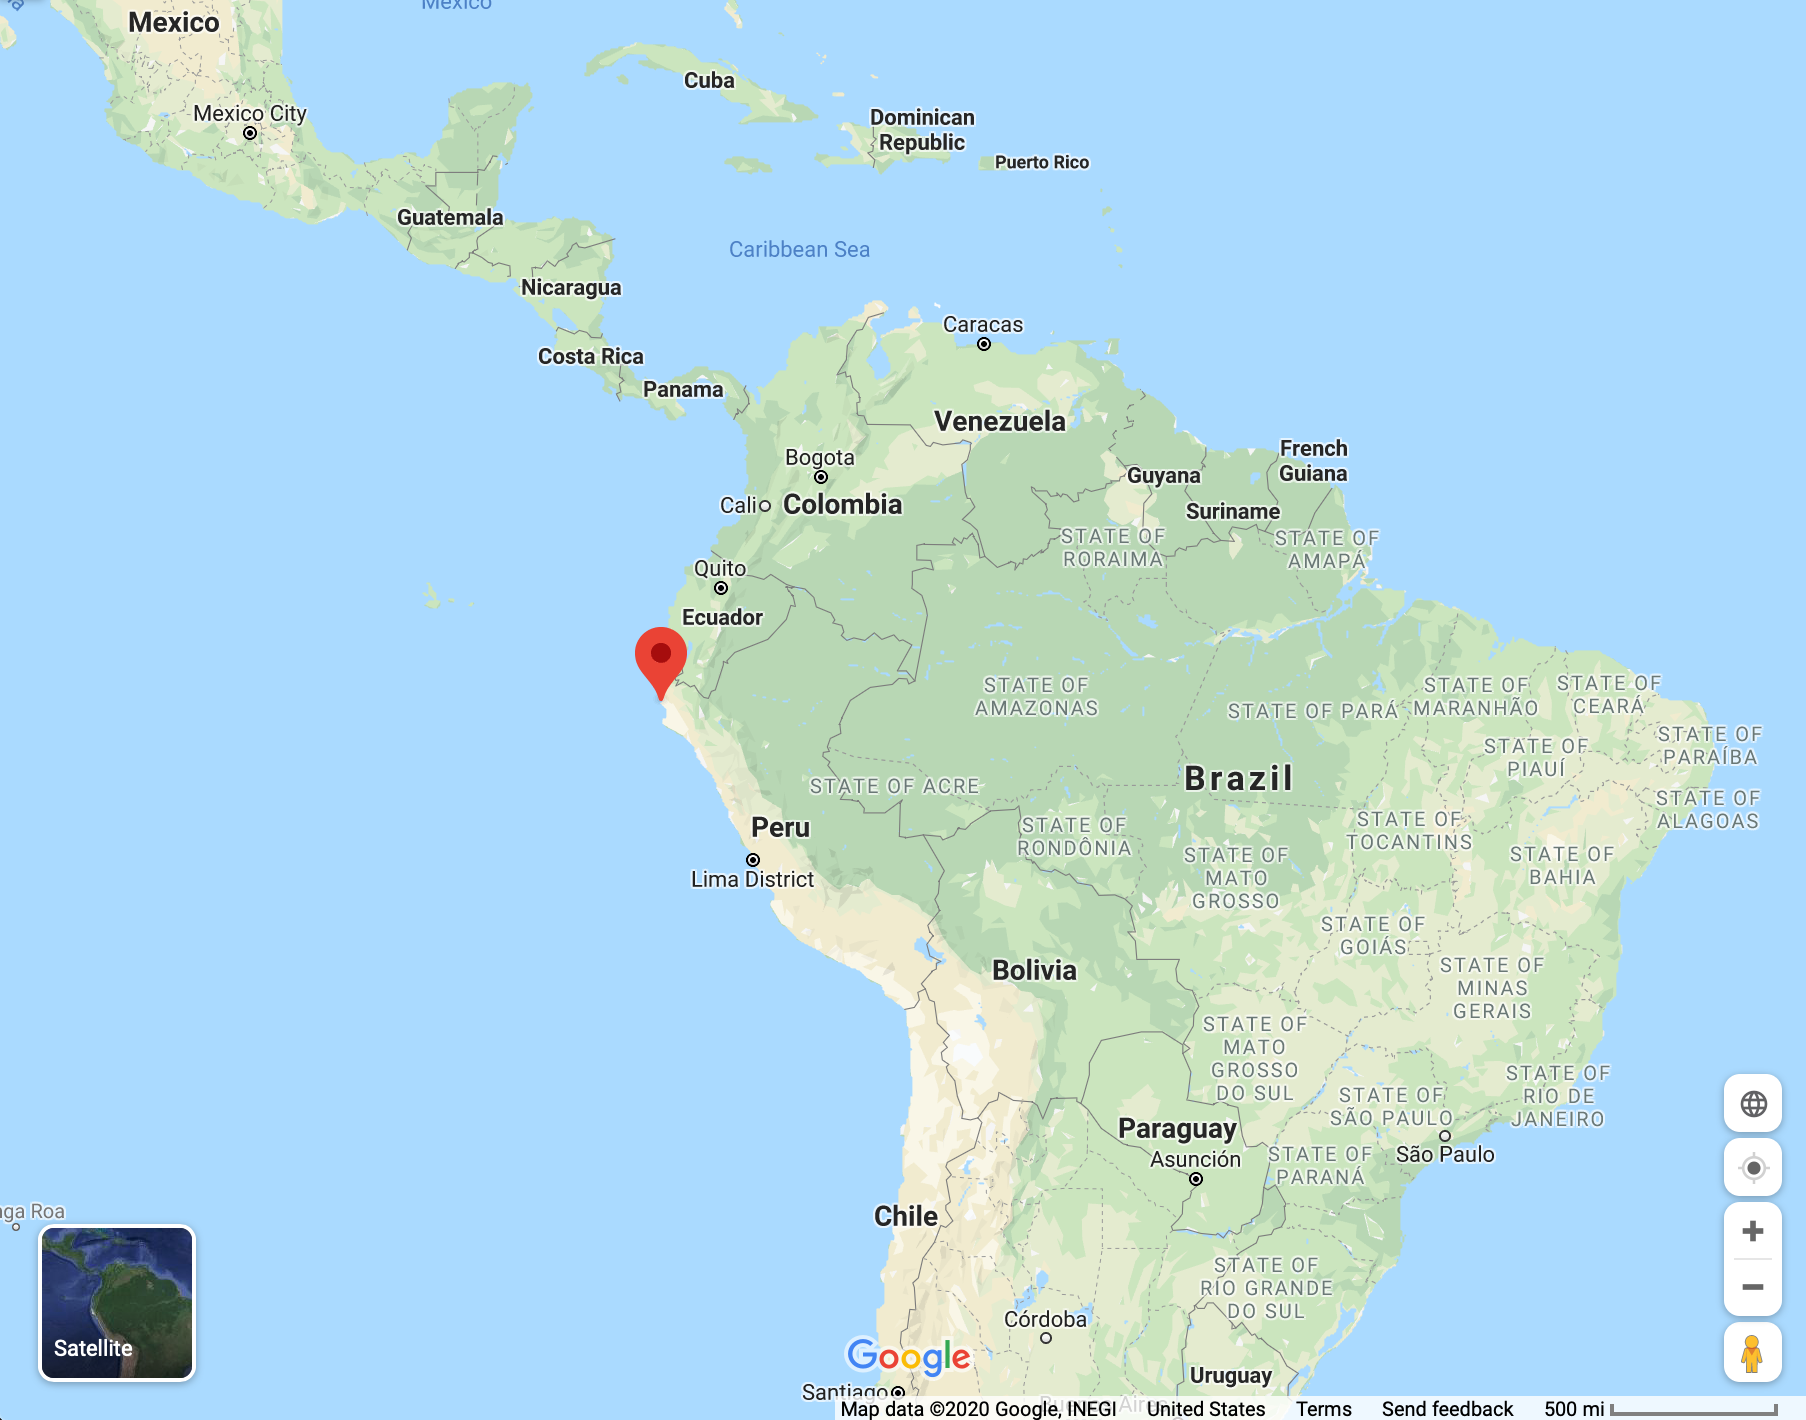 Mexico
Mexico
Cuba
Mexico City
Dominican
Republic
Puerto Rico
Guatemala
Caribbean Sea
Nicaragua
Caracas
Costa Rica
Panama
Venezuela
French
Guiana
Bogota
Guyana
Cali
Colombia
Suriname
STATE OF
RORAIMA
STATE OF
AMAPÁ
Quito
Ecuador
STATE OF
AMAZONAS
STATE OF PARÁ
STATE OF
MARANHÃO
STATE OF
CEARÁ
STATE OF
PARAÍBA
STATE OF
PIAUÍ
Brazil
STATE OF ACRE
STATE OF
ALAGOAS
Peru
STATE OF
RONDÔNIA
STATE OF
TOCANTINS
Lima District
STATE OF
MATO
GROSSO
STATE OF
BAHIA
STATE OF
GOIÁS
Bolivia
STATE OF
MINAS
GERAIS
STATE OF
MATO
GROSSO
DO SUL
STATE OF
RIO DE
JANEIRO
STATE OF
SÃO PAULO
Paraguay
Asunción
São Paulo
STATE OF
PARANÁ
Chile
STATE OF
RIO GRANDE
DO SUL
Córdoba
Satellite
Google
Uruguay
Santiago
Map data ©2020 Google, INEGI United States Terms Send feedback 500 mi